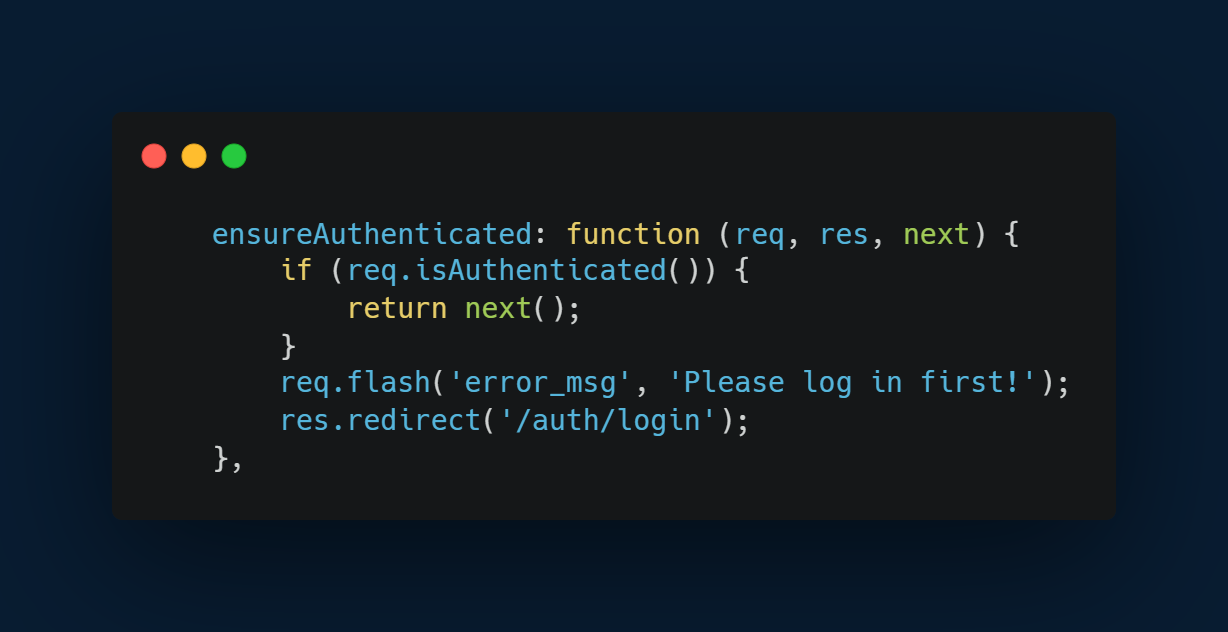 ensureAuthenticated: function (req, res, next) {
    if (req.isAuthenticated()) {
        return next();
    }
    req.flash('error_msg', 'Please log in first!');
    res.redirect('/auth/login');
},